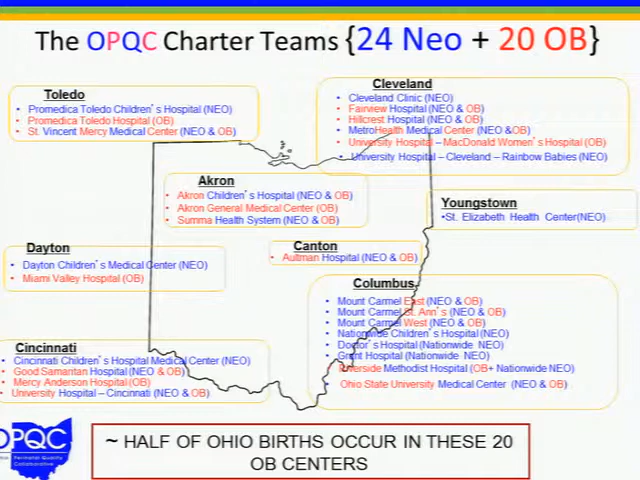 The OPQC Charter Teams {24 Neo + 20 OB}
Toledo
Promedica Toledo Children's Hospital (NEO)
Promedica Toledo Hospital (OB)
St. Vincent Mercy Medical Center (NEO & OB)
Cleveland
Cleveland Clinic (NEO)
Fairview Hospital (NEO & OB)
Hillcrest Hospital (NEO & OB)
MetroHealth Medical Center (NEO &OB)
University Hospital – MacDonald Women's Hospital (OB)
University Hospital – Cleveland – Rainbow Babies (NEO)
Akron
Akron Children's Hospital (NEO & OB)
Akron General Medical Center (OB)
Summa Health System (NEO & OB)
Youngstown
St. Elizabeth Health Center(NEO)
Canton
Aultman Hospital (NEO & OB)
Dayton
Dayton Children's Medical Center (NEO)
Miami Valley Hospital (OB)
Columbus
Mount Carmel East (NEO & OB)
Mount Carmel St. Ann's (NEO & OB)
Mount Carmel West (NEO & OB)
Nationwide Children's Hospital (NEO)
Doctor's Hospital (Nationwide NEO)
Grant Hospital (Nationwide NEO)
Riverside Methodist Hospital (OB+ Nationwide NEO)
Ohio State University Medical Center (NEO & OB)
Cincinnati
Cincinnati Children's Hospital Medical Center (NEO)
Good Samaritan Hospital (NEO & OB)
Mercy Anderson Hospital (OB)
University Hospital – Cincinnati (NEO & OB)
OPQC
Perinatal Quality
Collaborative
~ HALF OF OHIO BIRTHS OCCUR IN THESE 20
OB CENTERS